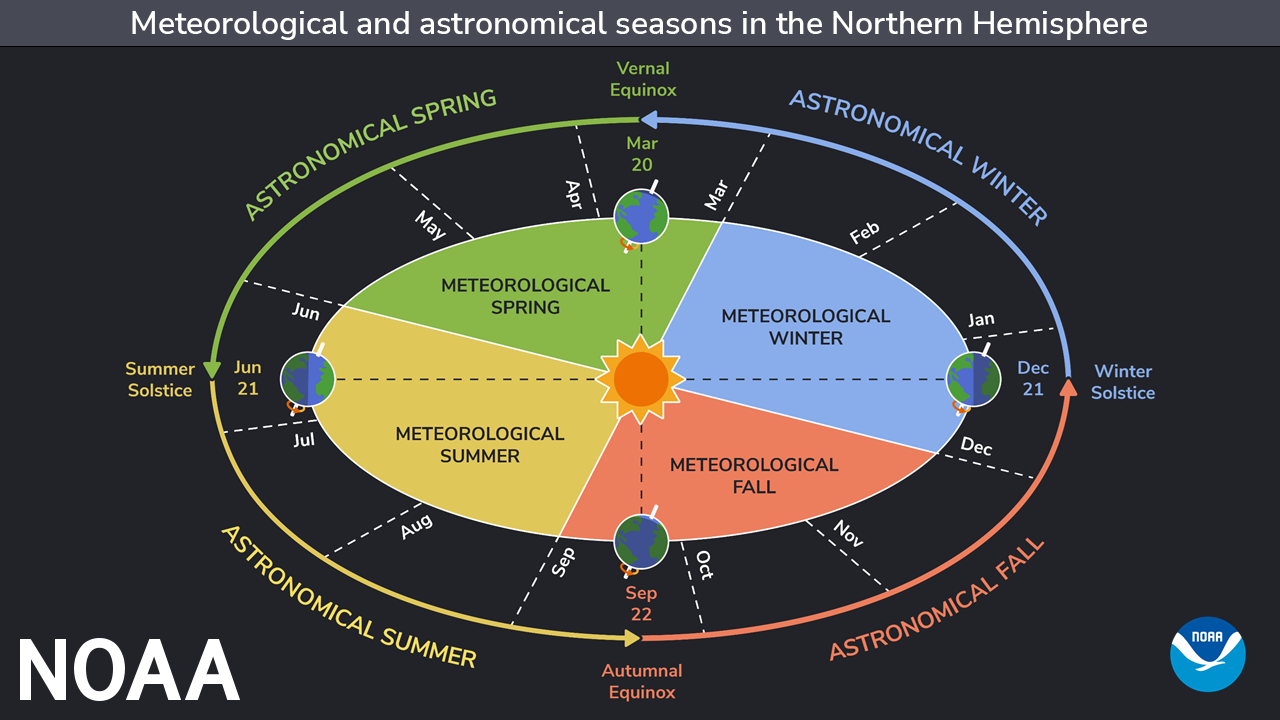 Meteorological and astronomical seasons in the Northern Hemisphere
Vernal
Equinox
ASTRONOMICAL SPRING
ASTRONOMICAL WINTER
Mar
20
Apr
Mar
May
Feb
METEOROLOGICAL
SPRING
METEOROLOGICAL
WINTER
Jun
Jan
Summer
Solstice
Jun
21
Dec
21
Winter
Solstice
Jul
METEOROLOGICAL
SUMMER
METEOROLOGICAL
FALL
Dec
Aug
Sep
Oct
Nov
Sep
22
ASTRONOMICAL SUMMER
ASTRONOMICAL FALL
Autumnal
Equinox
NOAA
NOAA